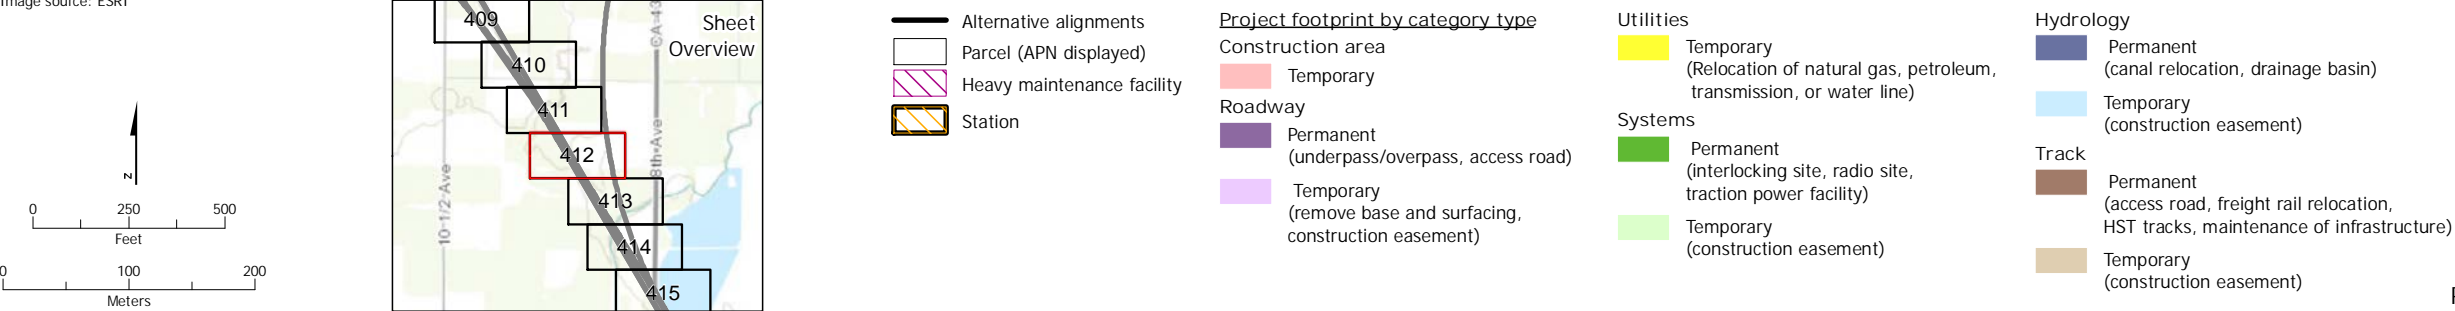 Image source: ESRI
N
0 250 500
Feet
0 100 200
Meters
Sheet
Overview
409
410
411
412
413
414
415
10-1/2-Ave
8th-Ave
CA-43
Alternative alignments
Parcel (APN displayed)
Heavy maintenance facility
Station
Project footprint by category type
Construction area
Temporary
Roadway
Permanent
(underpass/overpass, access road)
Temporary
(remove base and surfacing,
construction easement)
Utilities
Temporary
(Relocation of natural gas, petroleum,
transmission, or water line)
Systems
Permanent
(interlocking site, radio site,
traction power facility)
Temporary
(construction easement)
Hydrology
Permanent
(canal relocation, drainage basin)
Temporary
(construction easement)
Track
Permanent
(access road, freight rail relocation,
HST tracks, maintenance of infrastructure)
Temporary
(construction easement)